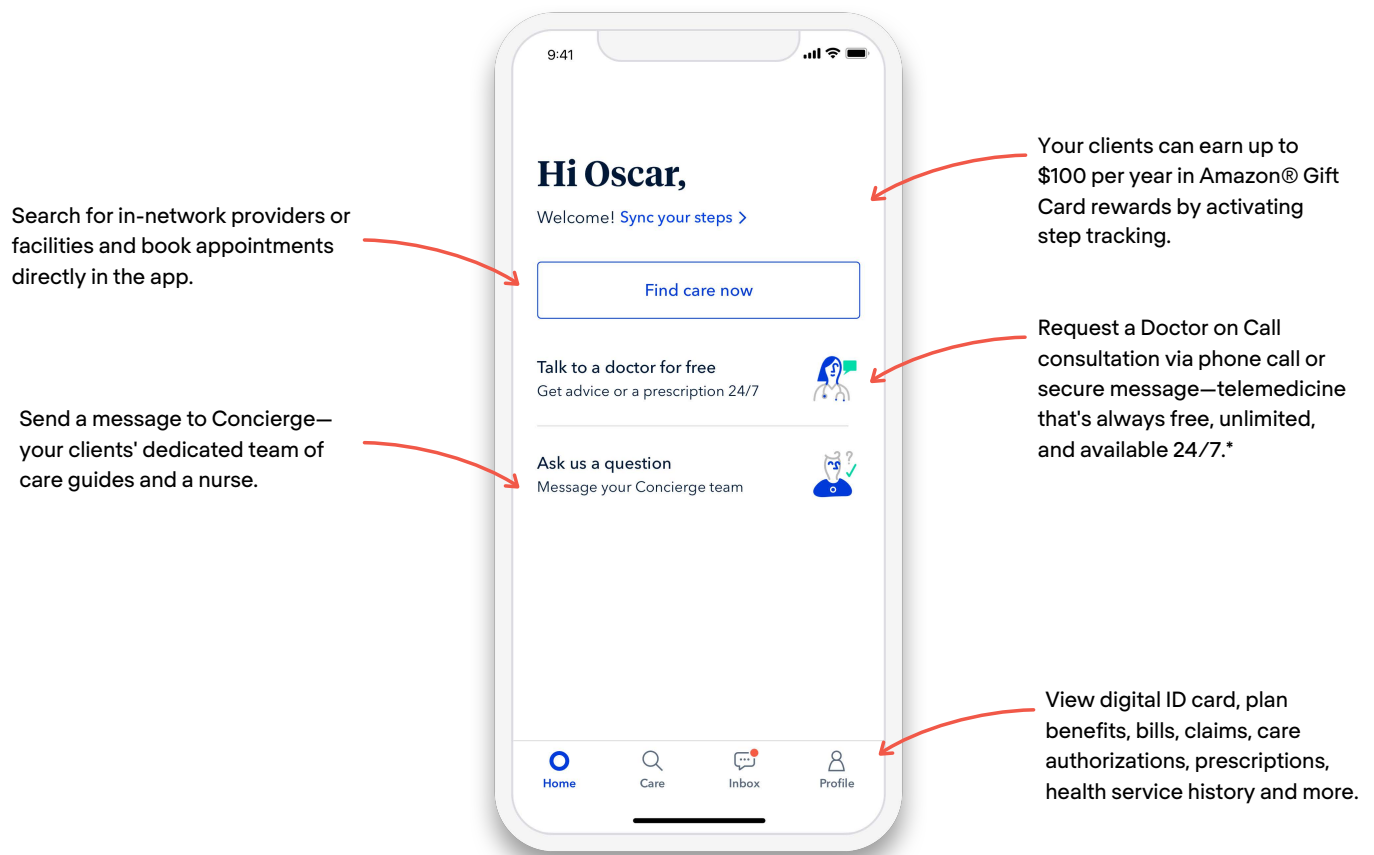 9:41
Hi Oscar,
Welcome! Sync your steps >
Find care now
Talk to a doctor for free
Get advice or a prescription 24/7
Ask us a question
Message your Concierge team
Home
Care
Inbox
Profile
Search for in-network providers or
facilities and book appointments
directly in the app.
Send a message to Concierge—
your clients' dedicated team of
care guides and a nurse.
Your clients can earn up to
$100 per year in Amazon® Gift
Card rewards by activating
step tracking.
Request a Doctor on Call
consultation via phone call or
secure message—telemedicine
that's always free, unlimited,
and available 24/7.*
View digital ID card, plan
benefits, bills, claims, care
authorizations, prescriptions,
health service history and more.